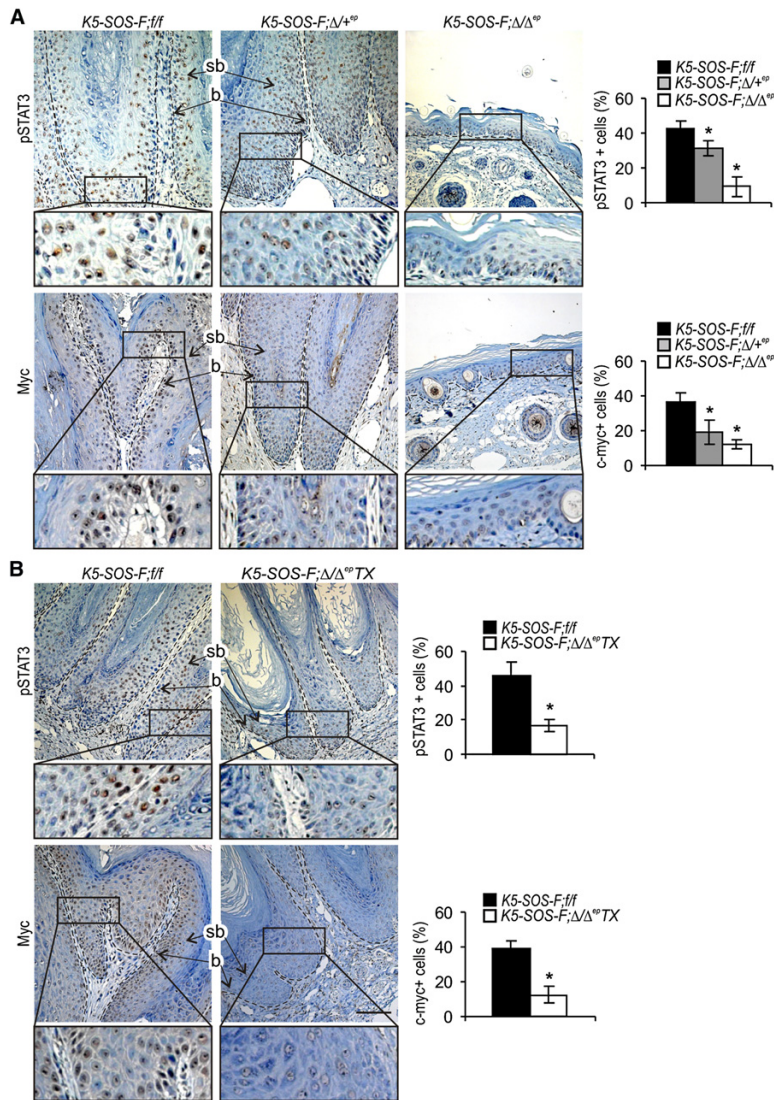 A
K5-SOS-F;f/f
K5-SOS-F;Δ/+ep
K5-SOS-F;Δ/Δep
pSTAT3
sb
b
K5-SOS-F;f/f
K5-SOS-F;Δ/+ep
K5-SOS-F;Δ/Δep
pSTAT3 + cells (%)
60
40
20
0
*
*
Myc
sb
b
K5-SOS-F;f/f
K5-SOS-F;Δ/+ep
K5-SOS-F;Δ/Δep
c-myc+ cells (%)
60
40
20
0
*
*
B
K5-SOS-F;f/f
K5-SOS-F;Δ/ΔepTX
pSTAT3
sb
b
K5-SOS-F;f/f
K5-SOS-F;Δ/ΔepTX
pSTAT3 + cells (%)
60
40
20
0
*
Myc
sb
b
K5-SOS-F;f/f
K5-SOS-F;Δ/ΔepTX
c-myc+ cells (%)
60
40
20
0
*